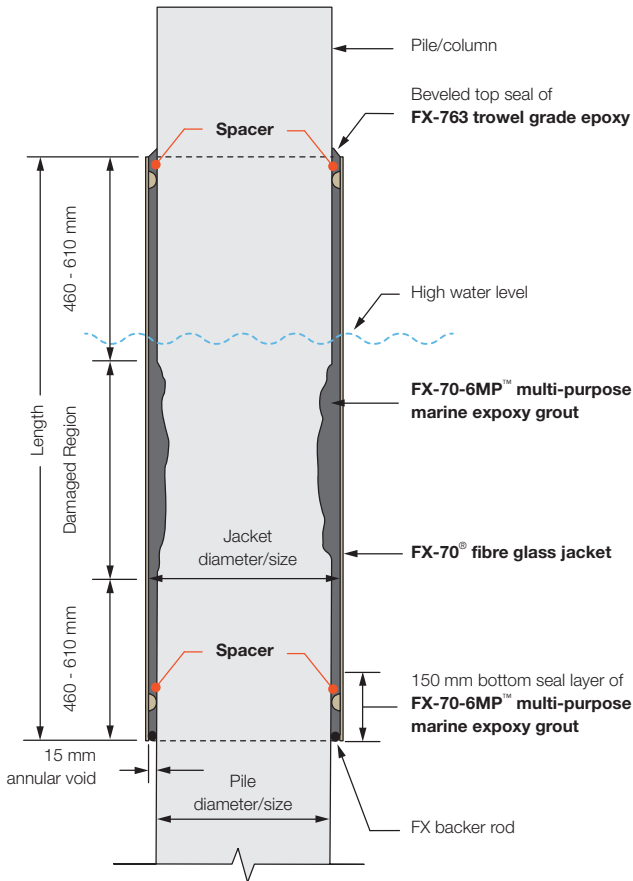 Pile/column
Beveled top seal of
FX-763 trowel grade epoxy
Spacer
460 - 610 mm
High water level
Length
Damaged Region
FX-70-6MP™ multi-purpose
marine expoxy grout
Jacket
diameter/size
FX-70® fibre glass jacket
460 - 610 mm
Spacer
150 mm bottom seal layer of
FX-70-6MP™ multi-purpose
marine expoxy grout
15 mm
annular void
Pile
diameter/size
FX backer rod